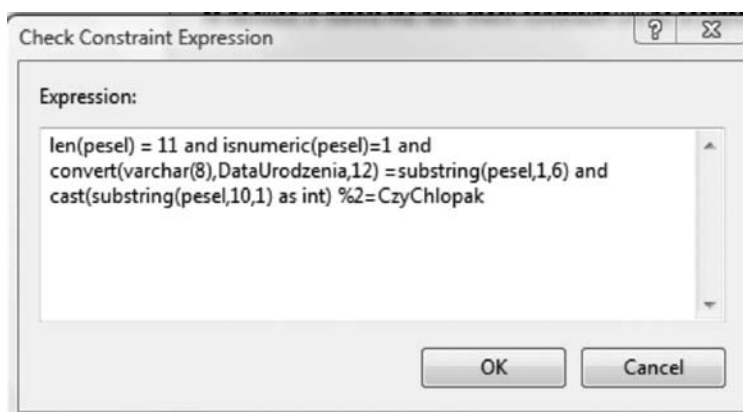 Check Constraint Expression
Expression:
len(pesel) = 11 and isnumeric(pesel)=1 and
convert(varchar(8),DataUrodzenia,12) =substring(pesel,1,6) and
cast(substring(pesel,10,1) as int) %2=CzyChlopak
OK
Cancel